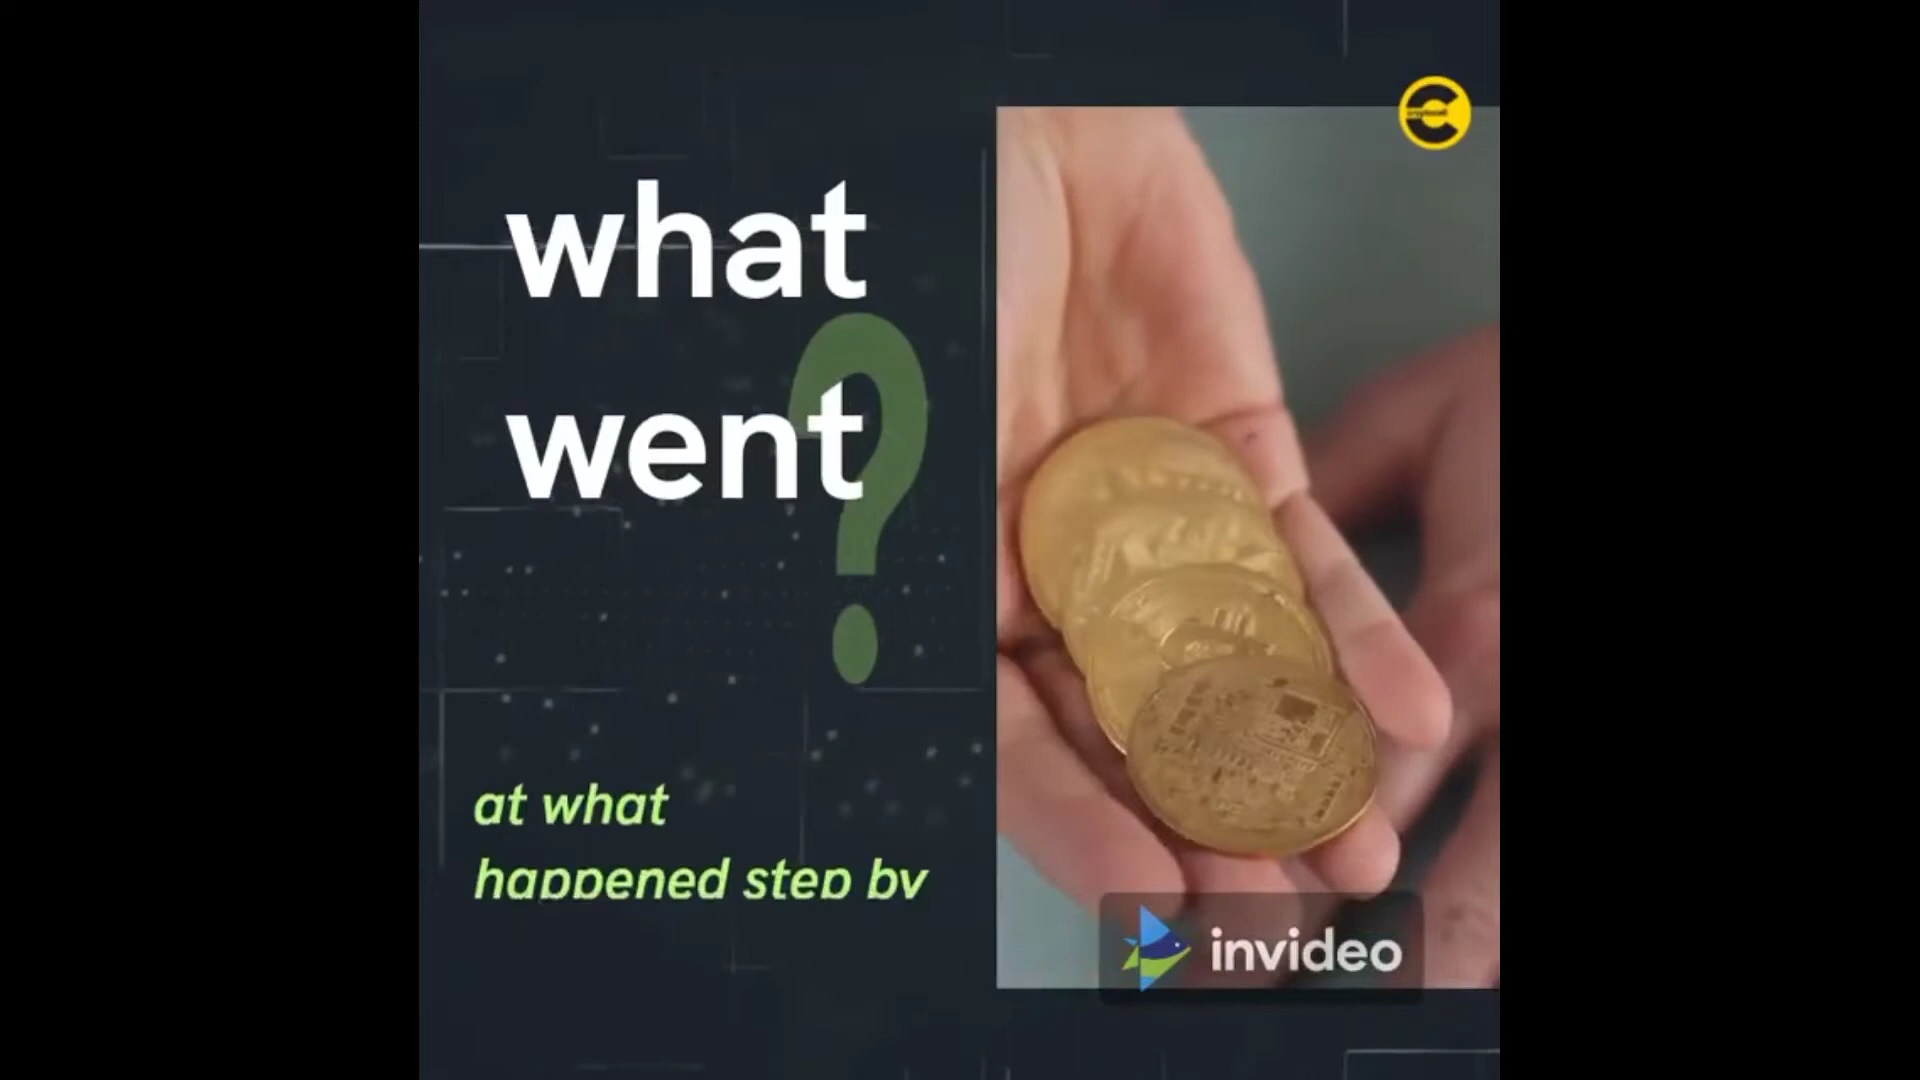 what
went
?
at what
happened step by
invideo